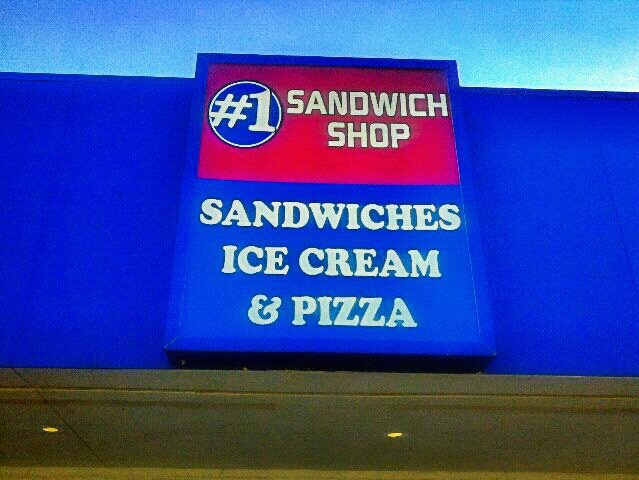 #1 SANDWICH
SHOP
SANDWICHES
ICE CREAM
& PIZZA